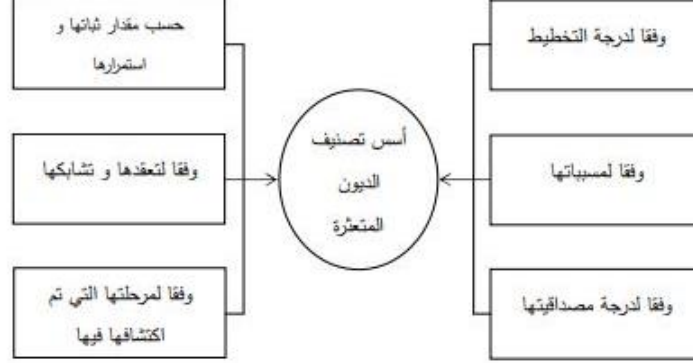 وفقا لدرجة التخطيط
وفقا لمسبباتها
وفقا لدرجة مصداقيتها
أسس تصنيف
الديون
المتعثرة
حسب مقدار ثباتها و
استمرارها
وفقا لتعقدها و تشابكها
وفقا لمرحلتها التي تم
اكتشافها فيها